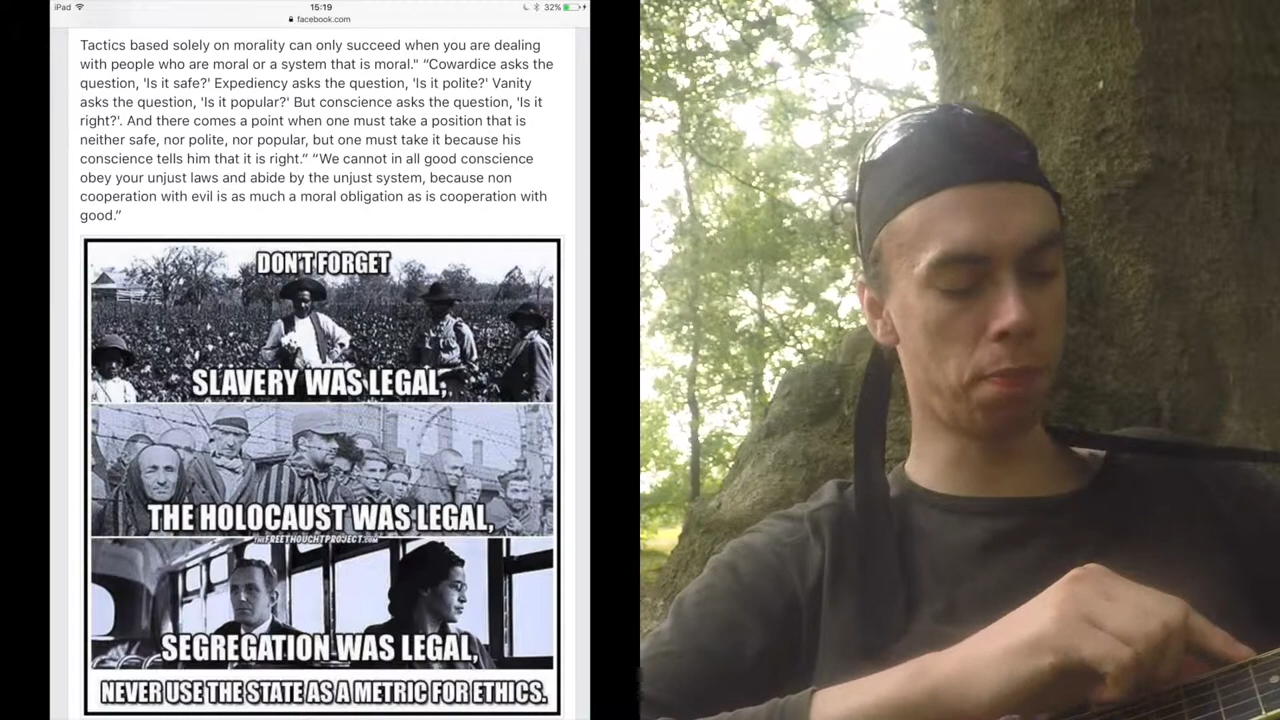 iPad 15:19 32%
facebook.com
Tactics based solely on morality can only succeed when you are dealing
with people who are moral or a system that is moral." “Cowardice asks the
question, 'Is it safe?' Expediency asks the question, 'Is it polite?' Vanity
asks the question, 'Is it popular?' But conscience asks the question, 'Is it
right?'. And there comes a point when one must take a position that is
neither safe, nor polite, nor popular, but one must take it because his
conscience tells him that it is right.“ “We cannot in all good conscience
obey your unjust laws and abide by the unjust system, because non
cooperation with evil is as much a moral obligation as is cooperation with
good.”
DON'T FORGET
SLAVERY WAS LEGAL,
THE HOLOCAUST WAS LEGAL,
THEFREETHOUGHTPROJECT.COM
SEGREGATION WAS LEGAL,
NEVER USE THE STATE AS A METRIC FOR ETHICS.